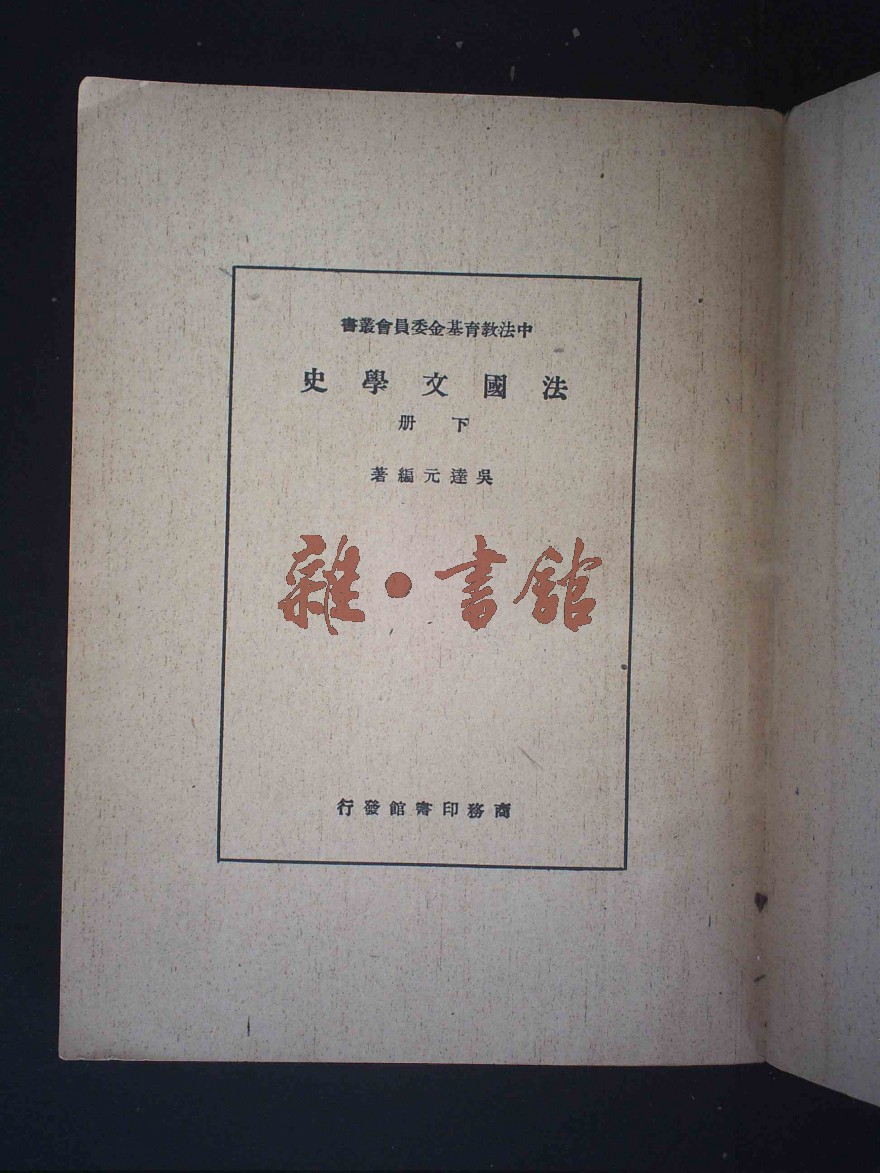 中法教育基金委員會叢書
法國文學史
下册
吳達元編著
雜·書館
商務印書館發行